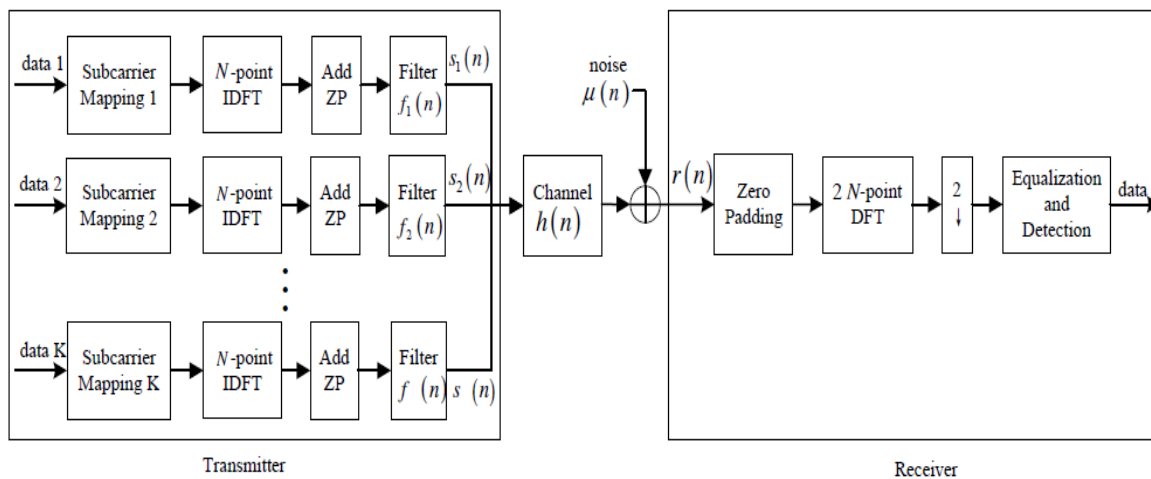 data 1
Subcarrier
Mapping 1
N-point
IDFT
Add
ZP
Filter
f₁(n)
s₁(n)
data 2
Subcarrier
Mapping 2
N-point
IDFT
Add
ZP
Filter
f₂(n)
s₂(n)
data K
Subcarrier
Mapping K
N-point
IDFT
Add
ZP
Filter
f (n)
s (n)
Transmitter
Channel
h(n)
noise
μ(n)
r(n)
Zero
Padding
2 N-point
DFT
2
↓
Equalization
and
Detection
data
Receiver